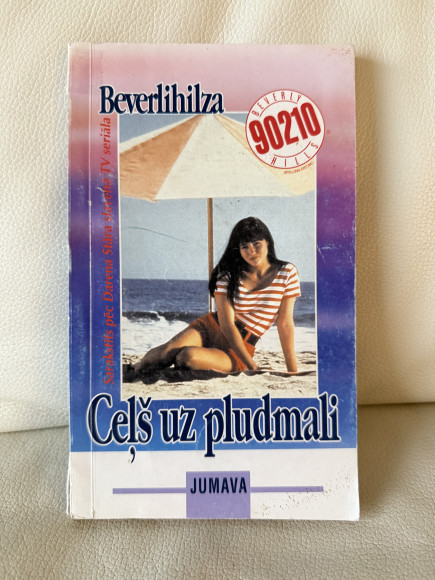 Beverlihilza
BEVERLY
90210
HILLS
Sarakstīts pēc Darena Stāra slavenā TV seriāla
Ceļš uz pludmali
JUMAVA